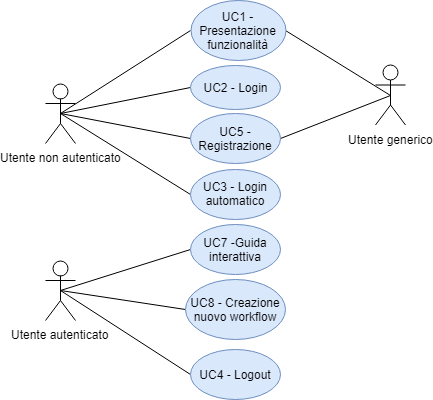 UC1 -
Presentazione
funzionalità
UC2 - Login
Utente generico
UC5 -
Registrazione
Utente non autenticato
UC3 - Login
automatico
UC7 -Guida
interattiva
UC8 - Creazione
nuovo workflow
Utente autenticato
UC4 - Logout